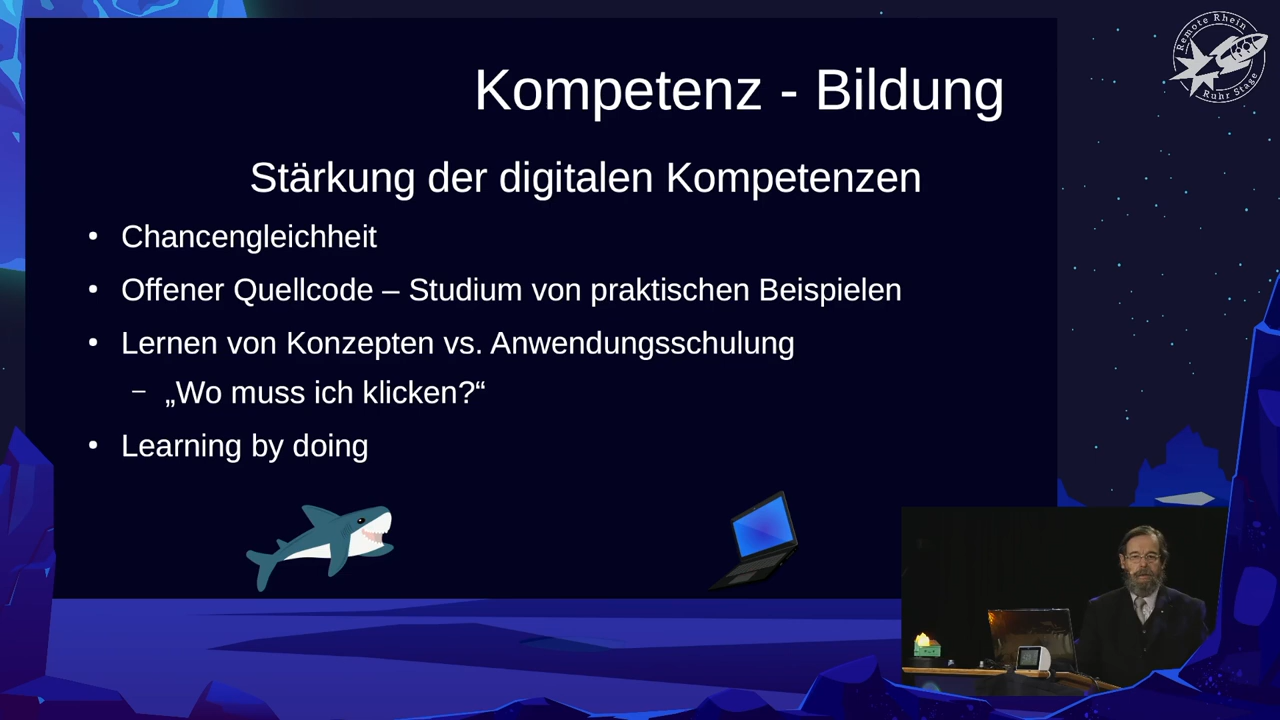 Kompetenz - Bildung
Stärkung der digitalen Kompetenzen
• Chancengleichheit
• Offener Quellcode – Studium von praktischen Beispielen
• Lernen von Konzepten vs. Anwendungsschulung
– „Wo muss ich klicken?“
• Learning by doing
Remote Rhein
Ruhr Stage